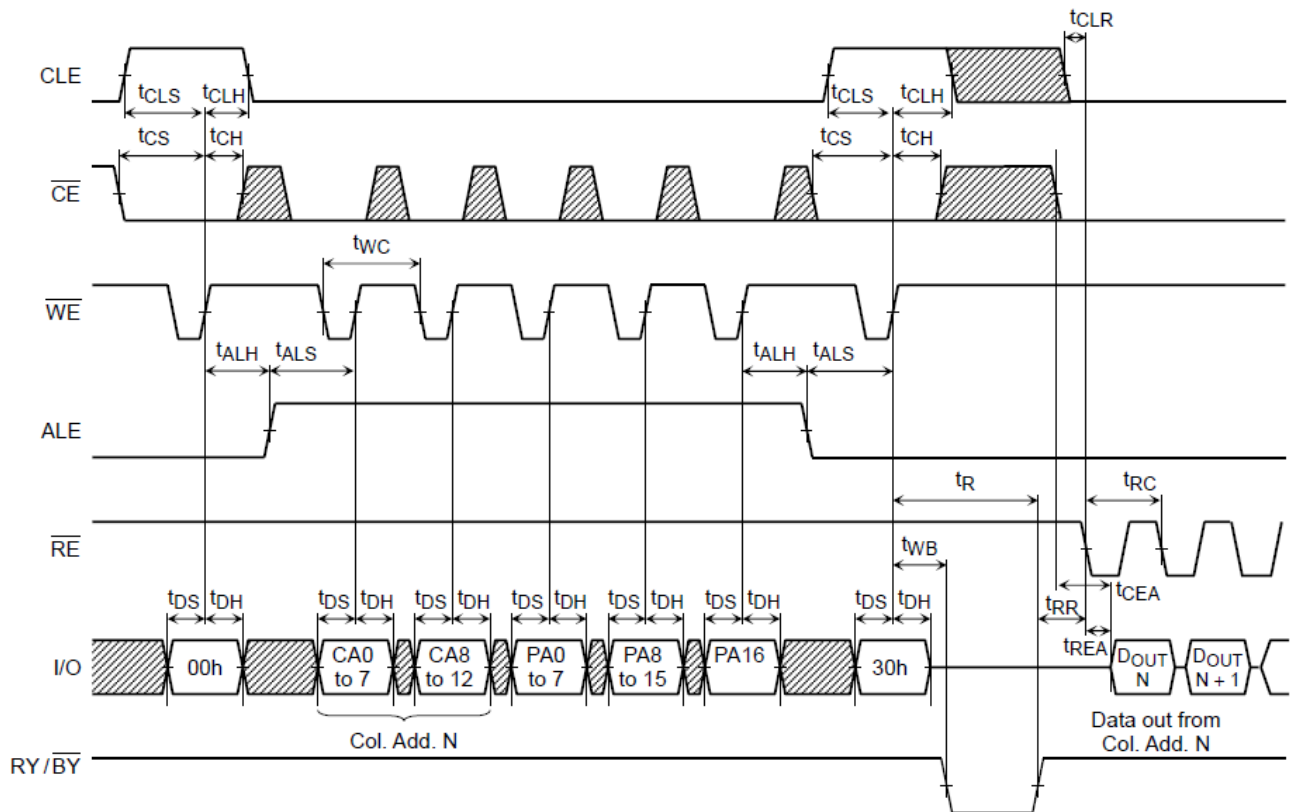 tCLR
CLE
tCLS tCLH tCLS tCLH
tCS tCH tCS tCH
CE
tWC
WE
tALH tALS tALH tALS
ALE
tR tRC
RE
tWB
tDS tDH tDS tDH tDS tDH tDS tDH tDS tDH tDS tDH tCEA
tRR
tREA
I/O 00h CA0 to 7 CA8 to 12 PA0 to 7 PA8 to 15 PA16 30h DOUT N DOUT N + 1
Col. Add. N
Data out from
Col. Add. N
RY / BY